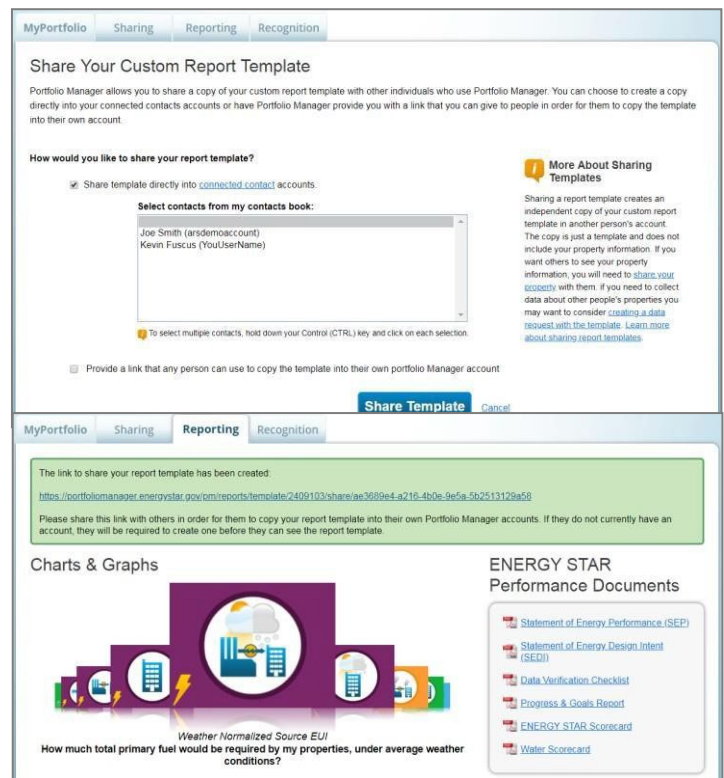 MyPortfolio Sharing Reporting Recognition
Share Your Custom Report Template
Portfolio Manager allows you to share a copy of your custom report template with other individuals who use Portfolio Manager. You can choose to create a copy
directly into your connected contacts accounts or have Portfolio Manager provide you with a link that you can give to people in order for them to copy the template
into their own account.
How would you like to share your report template?
Share template directly into connected contact accounts.
Select contacts from my contacts book:
Joe Smith (arsdemoaccount)
Kevin Fuscus (YouUserName)
To select multiple contacts, hold down your Control (CTRL) key and click on each selection.
Provide a link that any person can use to copy the template into their own portfolio Manager account
Share Template Cancel
More About Sharing
Templates
Sharing a report template creates an
independent copy of your custom report
template in another person's account.
The copy is just a template and does not
include your property information. If you
want others to see your property
information, you will need to share your
property with them. if you need to collect
data about other people's properties you
may want to consider creating a data
request with the template. Learn more
about sharing report templates.
MyPortfolio Sharing Reporting Recognition
The link to share your report template has been created:
https://portfoliomanager.energystar.gov/pm/reports/template/2409103/share/ae3689e4-a216-4b0e-9e5a-5b2513129a58
Please share this link with others in order for them to copy your report template into their own Portfolio Manager accounts. If they do not currently have an
account, they will be required to create one before they can see the report template.
Charts & Graphs
Weather Normalized Source EUI
How much total primary fuel would be required by my properties, under average weather
conditions?
ENERGY STAR
Performance Documents
Statement of Energy Performance (SEP)
Statement of Energy Design Intent
(SEDI)
Data Verification Checklist
Progress & Goals Report
ENERGY STAR Scorecard
Water Scorecard